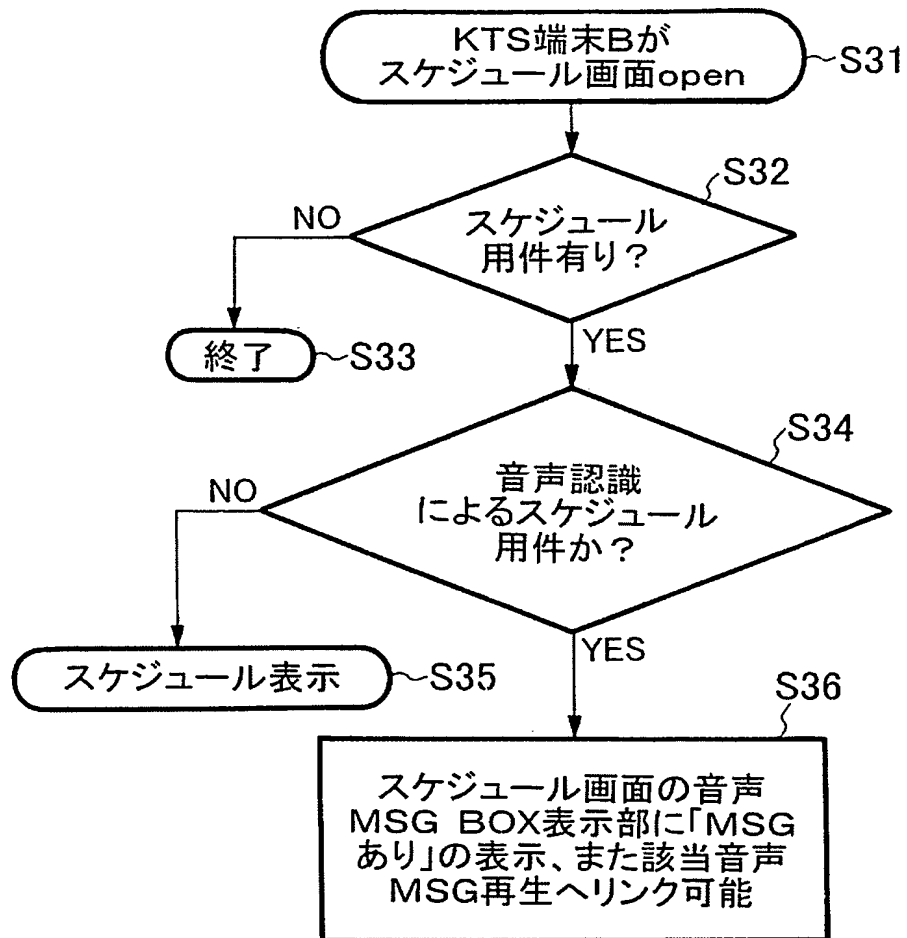 KTS端末Bが
スケジュール画面open
S31
S32
スケジュール
用件有り？
NO
YES
終了
S33
S34
音声認識
によるスケジュール
用件か？
NO
YES
スケジュール表示
S35
S36
スケジュール画面の音声
MSG BOX表示部に「MSG
あり」の表示、また該当音声
MSG再生へリンク可能